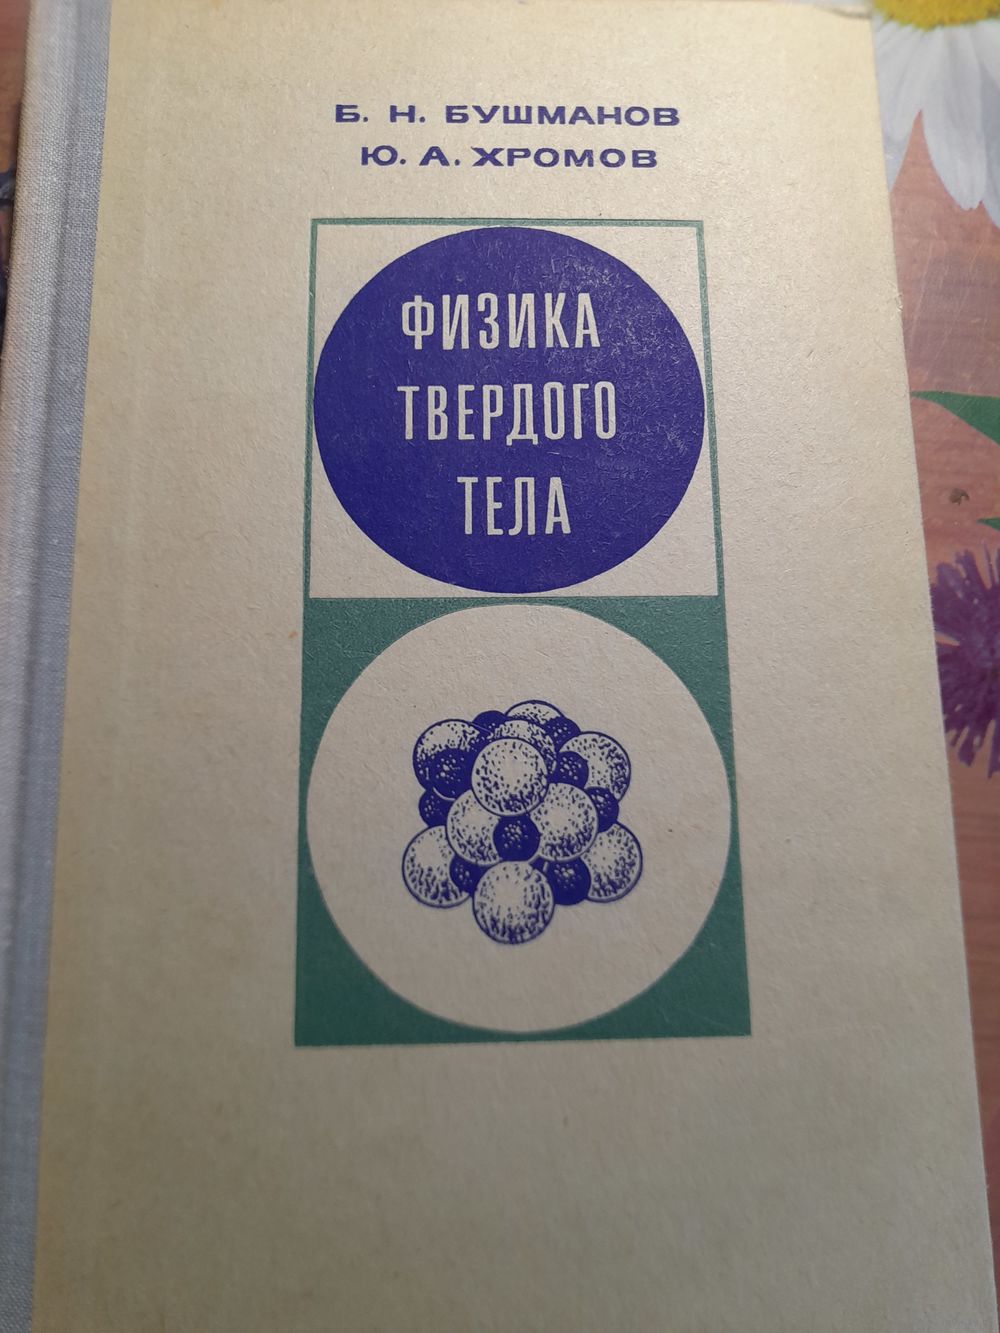 Б. Н. БУШМАНОВ
Ю. А. ХРОМОВ
ФИЗИКА
ТВЕРДОГО
ТЕЛА